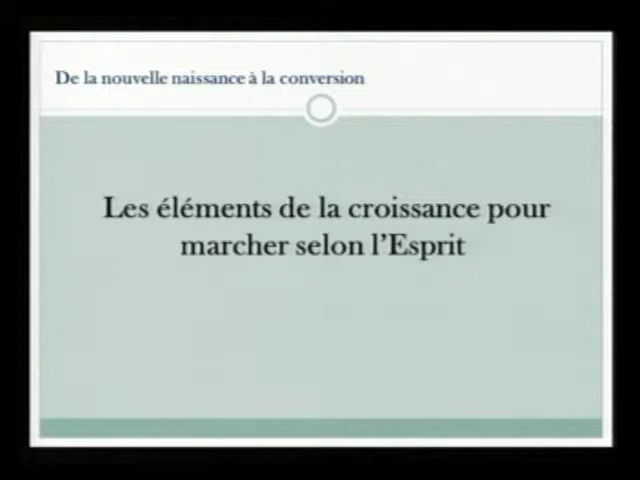 De la nouvelle naissance à la conversion
Les éléments de la croissance pour
marcher selon l'Esprit